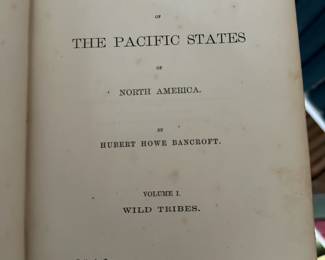 OF
THE PACIFIC STATES
OF
NORTH AMERICA.
BY
HUBERT HOWE BANCROFT.
VOLUME I.
WILD TRIBES.